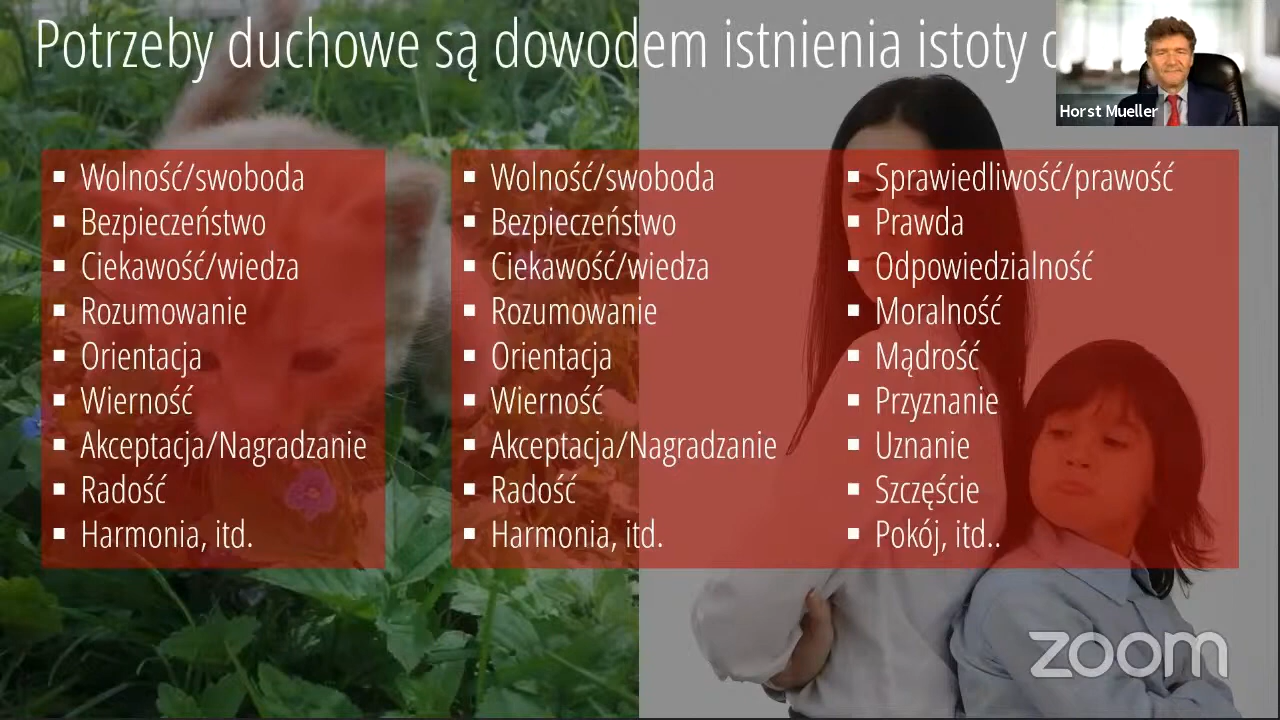 Potrzeby duchowe są dowodem istnienia istoty
Horst Mueller
Wolność/swoboda
Bezpieczeństwo
Ciekawość/wiedza
Rozumowanie
Orientacja
Wierność
Akceptacja/Nagradzanie
Radość
Harmonia, itd.
Wolność/swoboda
Bezpieczeństwo
Ciekawość/wiedza
Rozumowanie
Orientacja
Wierność
Akceptacja/Nagradzanie
Radość
Harmonia, itd.
Sprawiedliwość/prawość
Prawda
Odpowiedzialność
Moralność
Mądrość
Przyznanie
Uznanie
Szczęście
Pokój, itd..
zoom